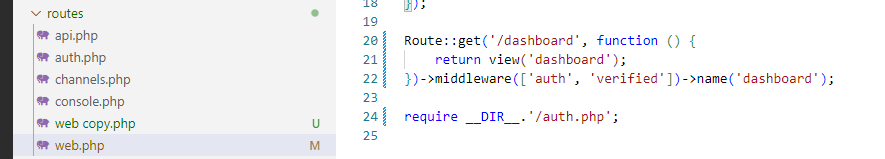 routes
api.php
auth.php
channels.php
console.php
web copy.php U
web.php M
18 });
19
20 Route::get('/dashboard', function () {
21 return view('dashboard');
22 })->middleware(['auth', 'verified'])->name('dashboard');
23
24 require __DIR__.'/auth.php';
25